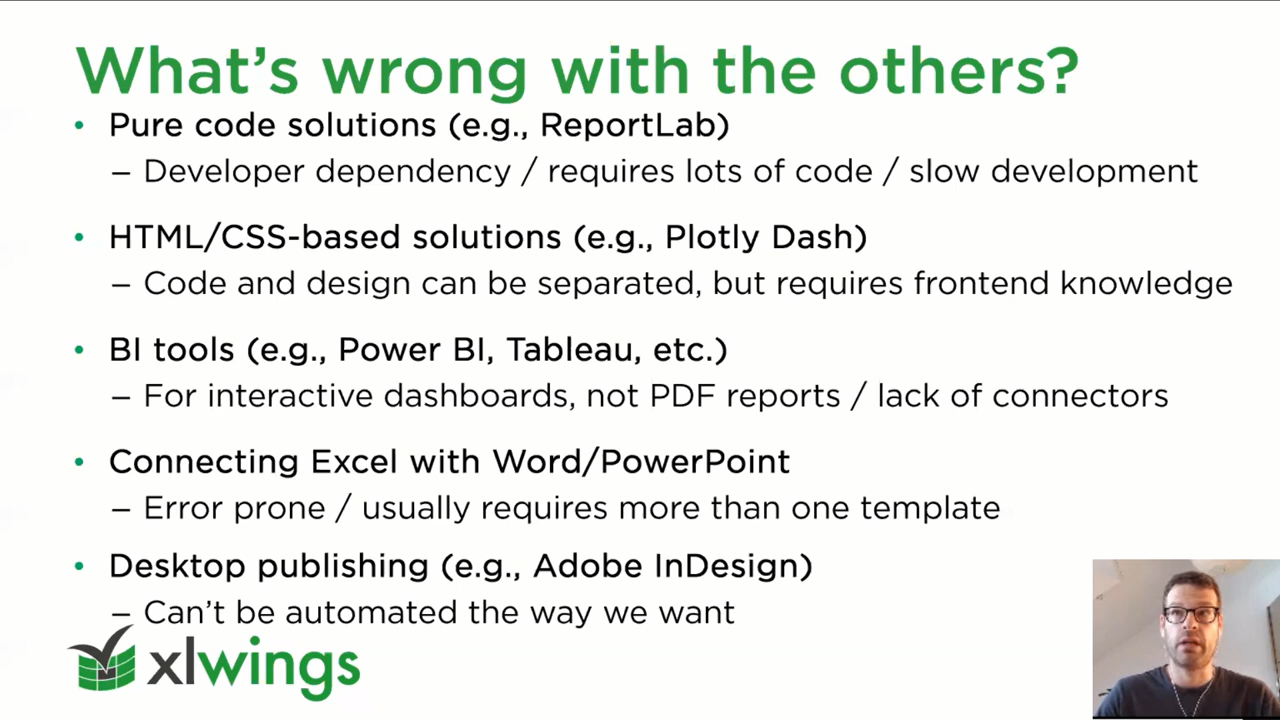 What’s wrong with the others?
• Pure code solutions (e.g., ReportLab)
– Developer dependency / requires lots of code / slow development
• HTML/CSS-based solutions (e.g., Plotly Dash)
– Code and design can be separated, but requires frontend knowledge
• BI tools (e.g., Power BI, Tableau, etc.)
– For interactive dashboards, not PDF reports / lack of connectors
• Connecting Excel with Word/PowerPoint
– Error prone / usually requires more than one template
• Desktop publishing (e.g., Adobe InDesign)
– Can’t be automated the way we want
xlwings